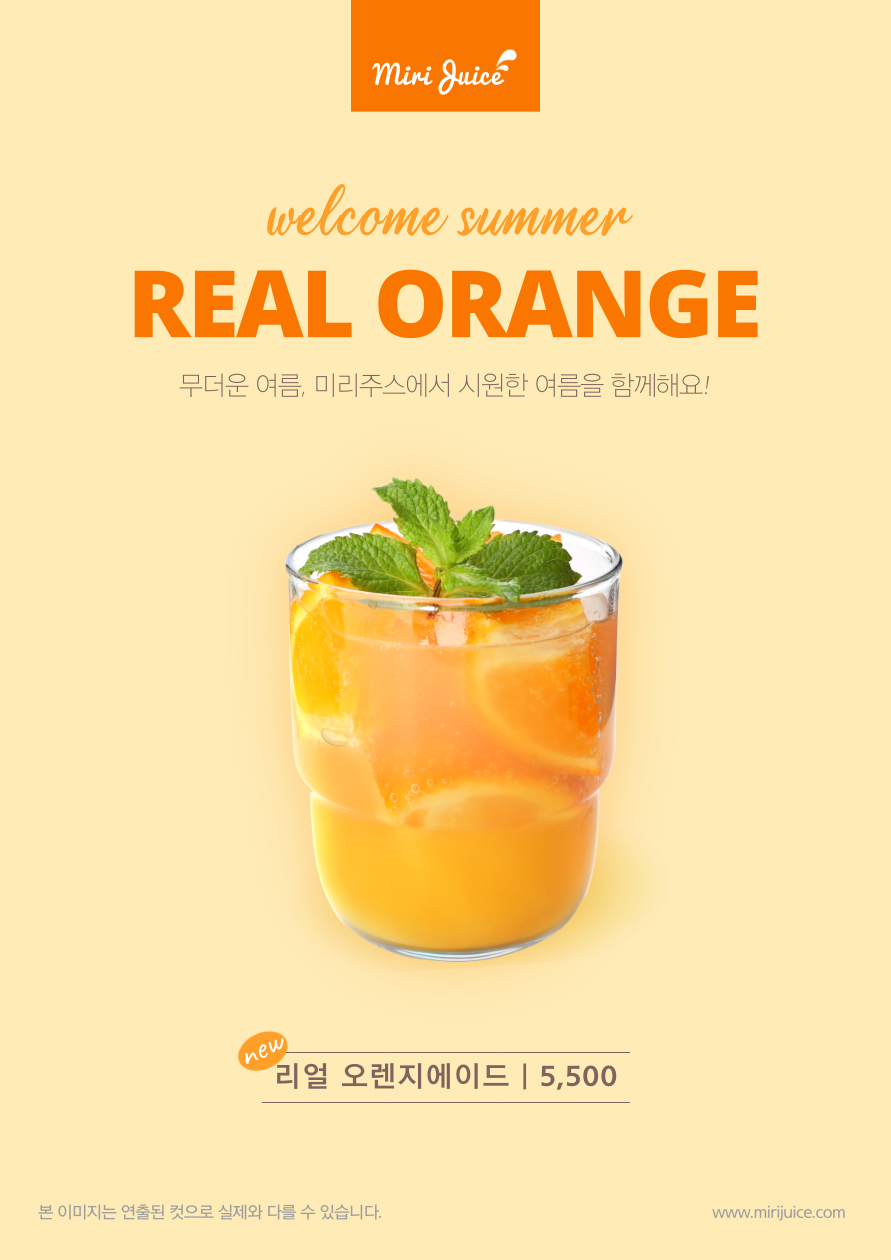 Miri Juice
welcome summer
REAL ORANGE
무더운 여름, 미리주스에서 시원한 여름을 함께해요!
new
리얼 오렌지에이드 | 5,500
본 이미지는 연출된 컷으로 실제와 다를 수 있습니다.
www.mirijuice.com